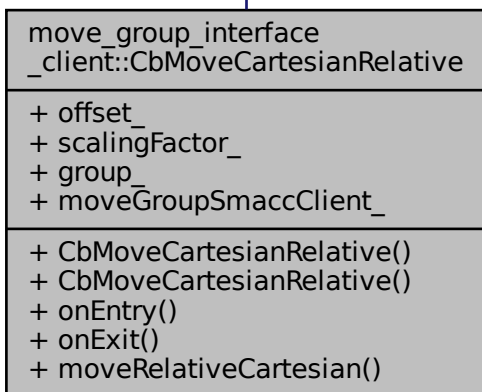 move_group_interface
_client::CbMoveCartesianRelative
+ offset_
+ scalingFactor_
+ group_
+ moveGroupSmaccClient_
+ CbMoveCartesianRelative()
+ CbMoveCartesianRelative()
+ onEntry()
+ onExit()
+ moveRelativeCartesian()